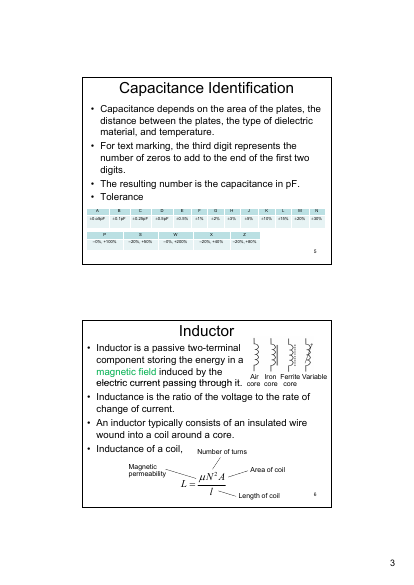 Capacitance Identification
• Capacitance depends on the area of the plates, the
distance between the plates, the type of dielectric
material, and temperature.
• For text marking, the third digit represents the
number of zeros to add to the end of the first two
digits.
• The resulting number is the capacitance in pF.
• Tolerance
A B C D E F G H J K L M N
±0.05pF ±0.1pF ±0.25pF ±0.5pF ±0.5% ±1% ±2% ±3% ±5% ±10% ±15% ±20% ±30%
P S W X Z
−0%, +100% −20%, +50% −0%, +200% −20%, +40% −20%, +80%
5
Inductor
• Inductor is a passive two-terminal
component storing the energy in a
magnetic field induced by the
electric current passing through it.
Air Iron Ferrite Variable
core core core
• Inductance is the ratio of the voltage to the rate of
change of current.
• An inductor typically consists of an insulated wire
wound into a coil around a core.
• Inductance of a coil,
Number of turns
Magnetic
permeability
Area of coil
L = μN²A / l
Length of coil
6
3